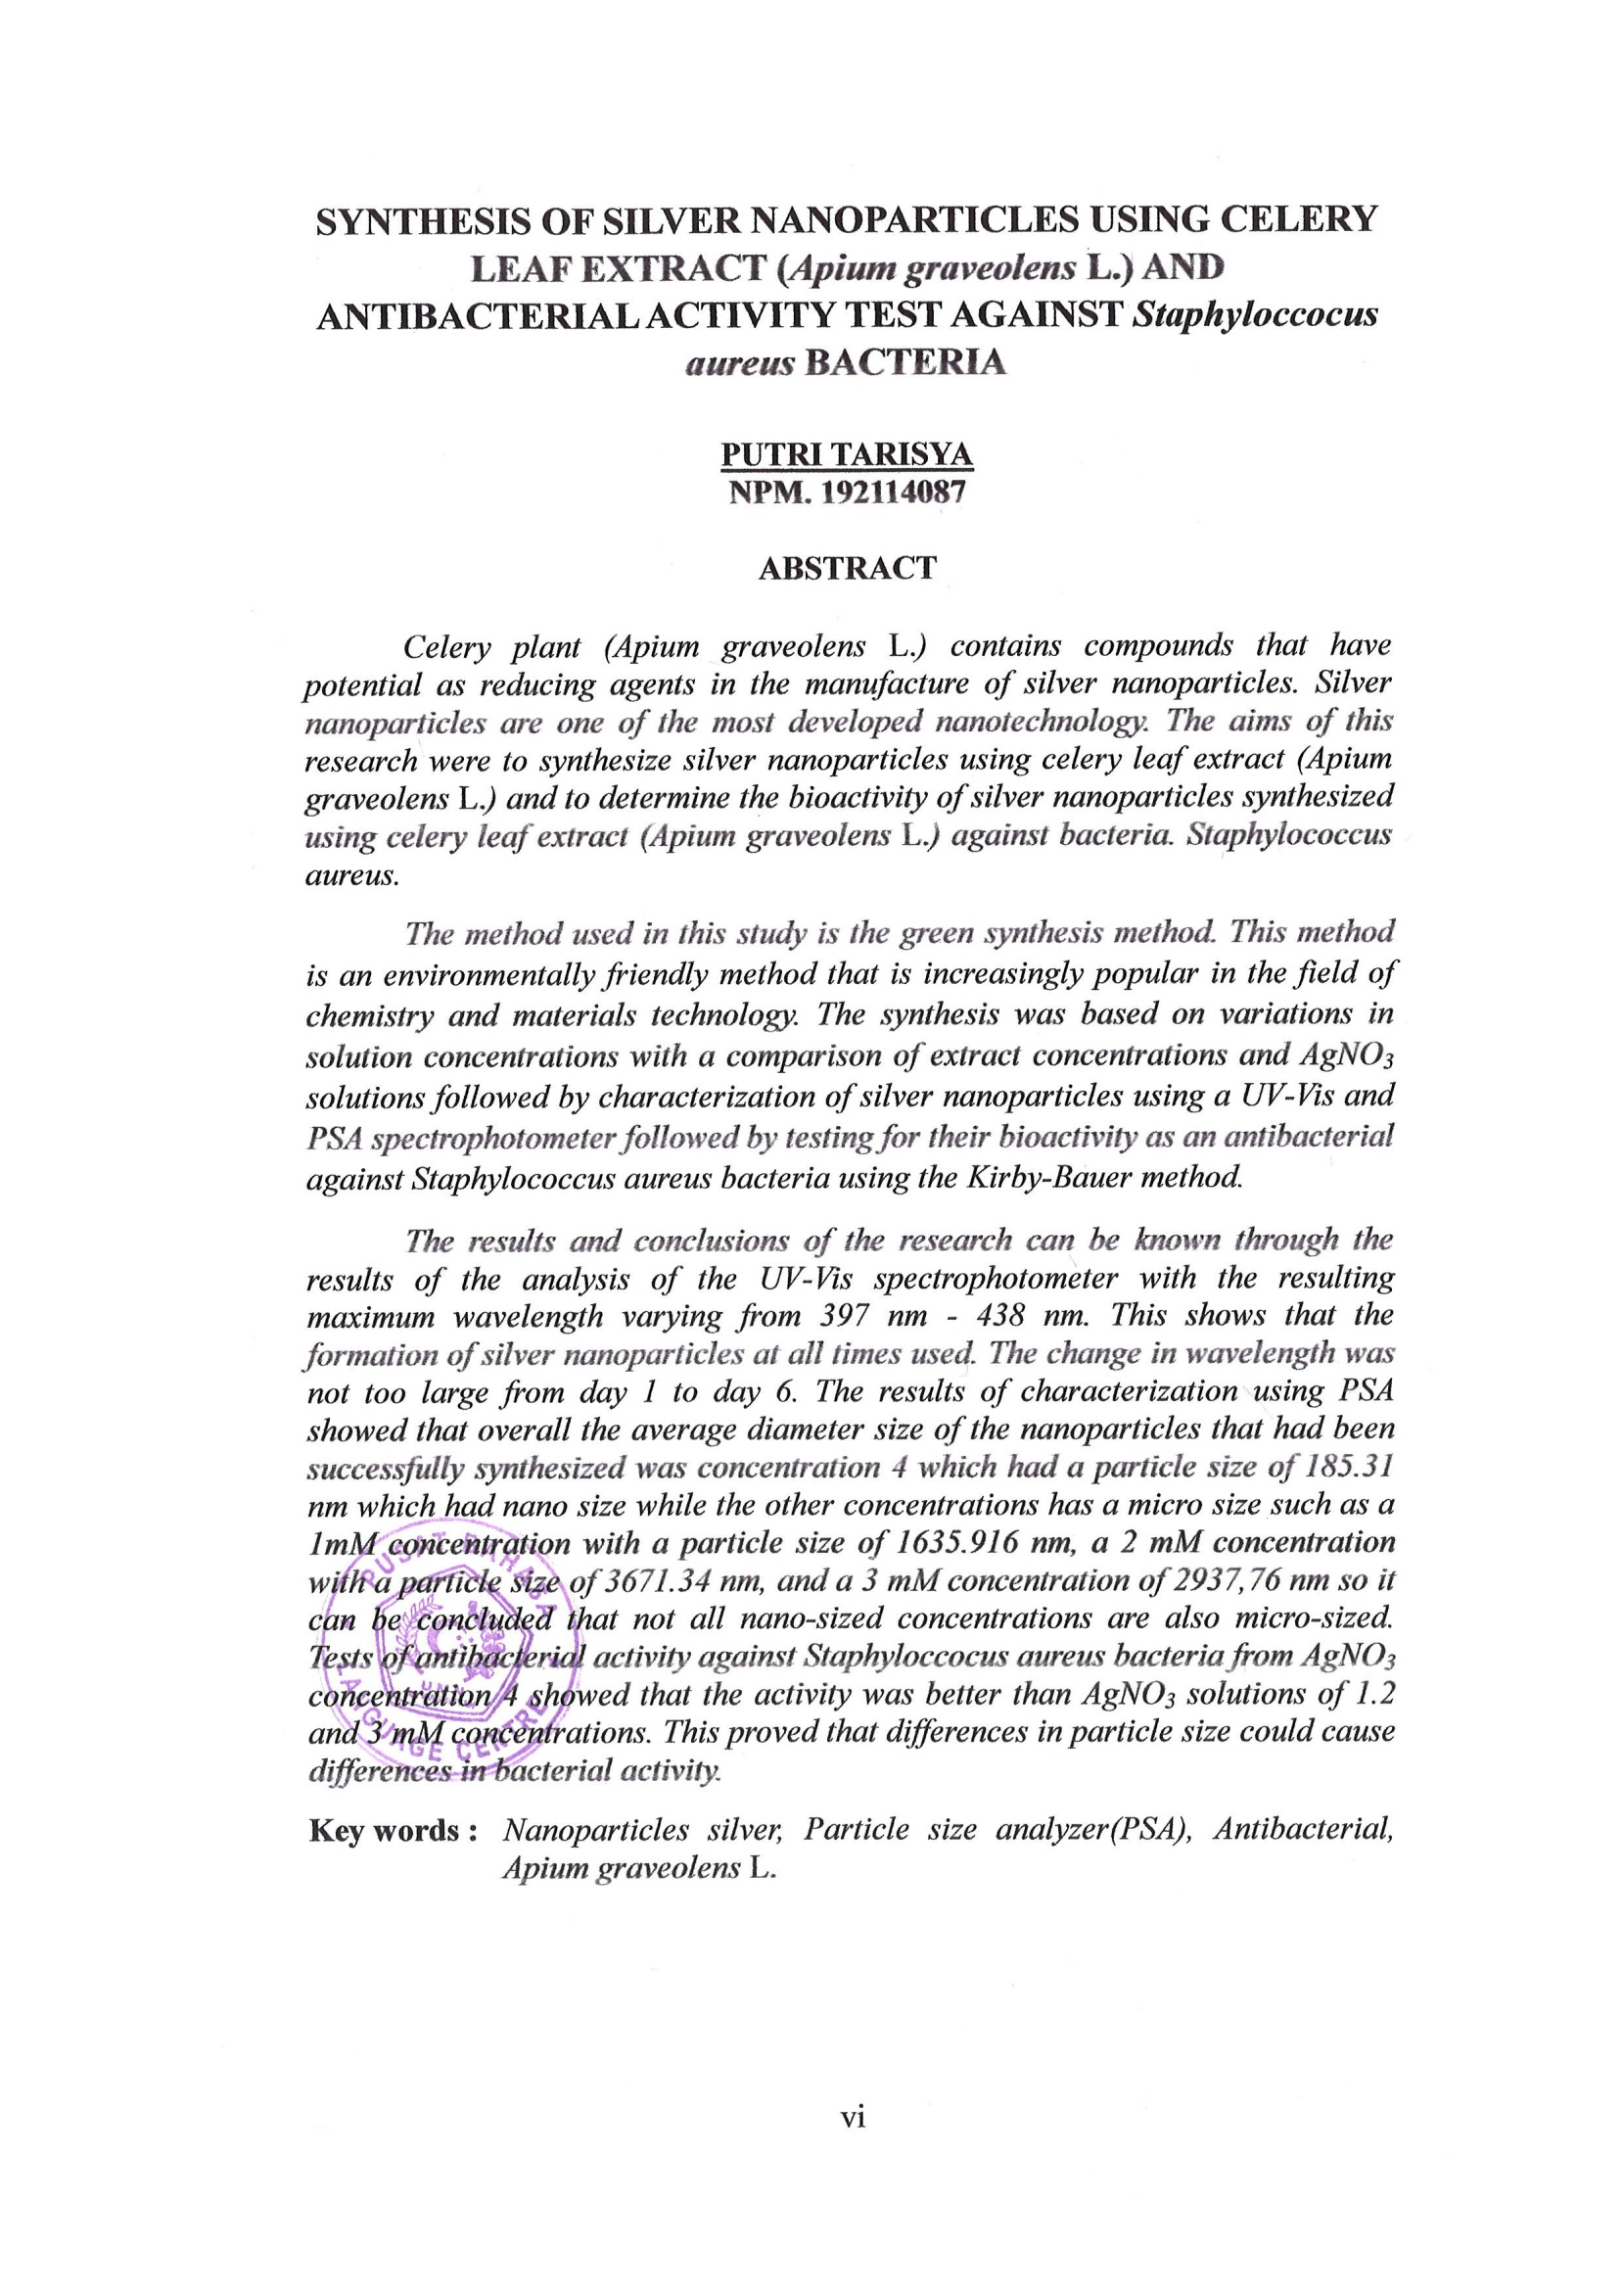 SYNTHESIS OF SILVER NANOPARTICLES USING CELERY
LEAF EXTRACT (Apium graveolens L.) AND
ANTIBACTERIAL ACTIVITY TEST AGAINST Staphyloccocus
aureus BACTERIA
PUTRI TARISYA
NPM. 192114087
ABSTRACT
Celery plant (Apium graveolens L.) contains compounds that have
potential as reducing agents in the manufacture of silver nanoparticles. Silver
nanoparticles are one of the most developed nanotechnology. The aims of this
research were to synthesize silver nanoparticles using celery leaf extract (Apium
graveolens L.) and to determine the bioactivity of silver nanoparticles synthesized
using celery leaf extract (Apium graveolens L.) against bacteria. Staphylococcus
aureus.
The method used in this study is the green synthesis method. This method
is an environmentally friendly method that is increasingly popular in the field of
chemistry and materials technology. The synthesis was based on variations in
solution concentrations with a comparison of extract concentrations and AgNO₃
solutions followed by characterization of silver nanoparticles using a UV-Vis and
PSA spectrophotometer followed by testing for their bioactivity as an antibacterial
against Staphylococcus aureus bacteria using the Kirby-Bauer method.
The results and conclusions of the research can be known through the
results of the analysis of the UV-Vis spectrophotometer with the resulting
maximum wavelength varying from 397 nm - 438 nm. This shows that the
formation of silver nanoparticles at all times used. The change in wavelength was
not too large from day 1 to day 6. The results of characterization using PSA
showed that overall the average diameter size of the nanoparticles that had been
successfully synthesized was concentration 4 which had a particle size of 185.31
nm which had nano size while the other concentrations has a micro size such as a
1mM concentration with a particle size of 1635.916 nm, a 2 mM concentration
with a particle size of 3671.34 nm, and a 3 mM concentration of 2937,76 nm so it
can be concluded that not all nano-sized concentrations are also micro-sized.
Tests of antibacterial activity against Staphyloccocus aureus bacteria from AgNO₃
concentration 4 showed that the activity was better than AgNO₃ solutions of 1.2
and 3 mM concentrations. This proved that differences in particle size could cause
differences in bacterial activity.
Key words : Nanoparticles silver, Particle size analyzer(PSA), Antibacterial,
Apium graveolens L.
PUSAT BAHASA
LANGUAGE CENTRE
vi